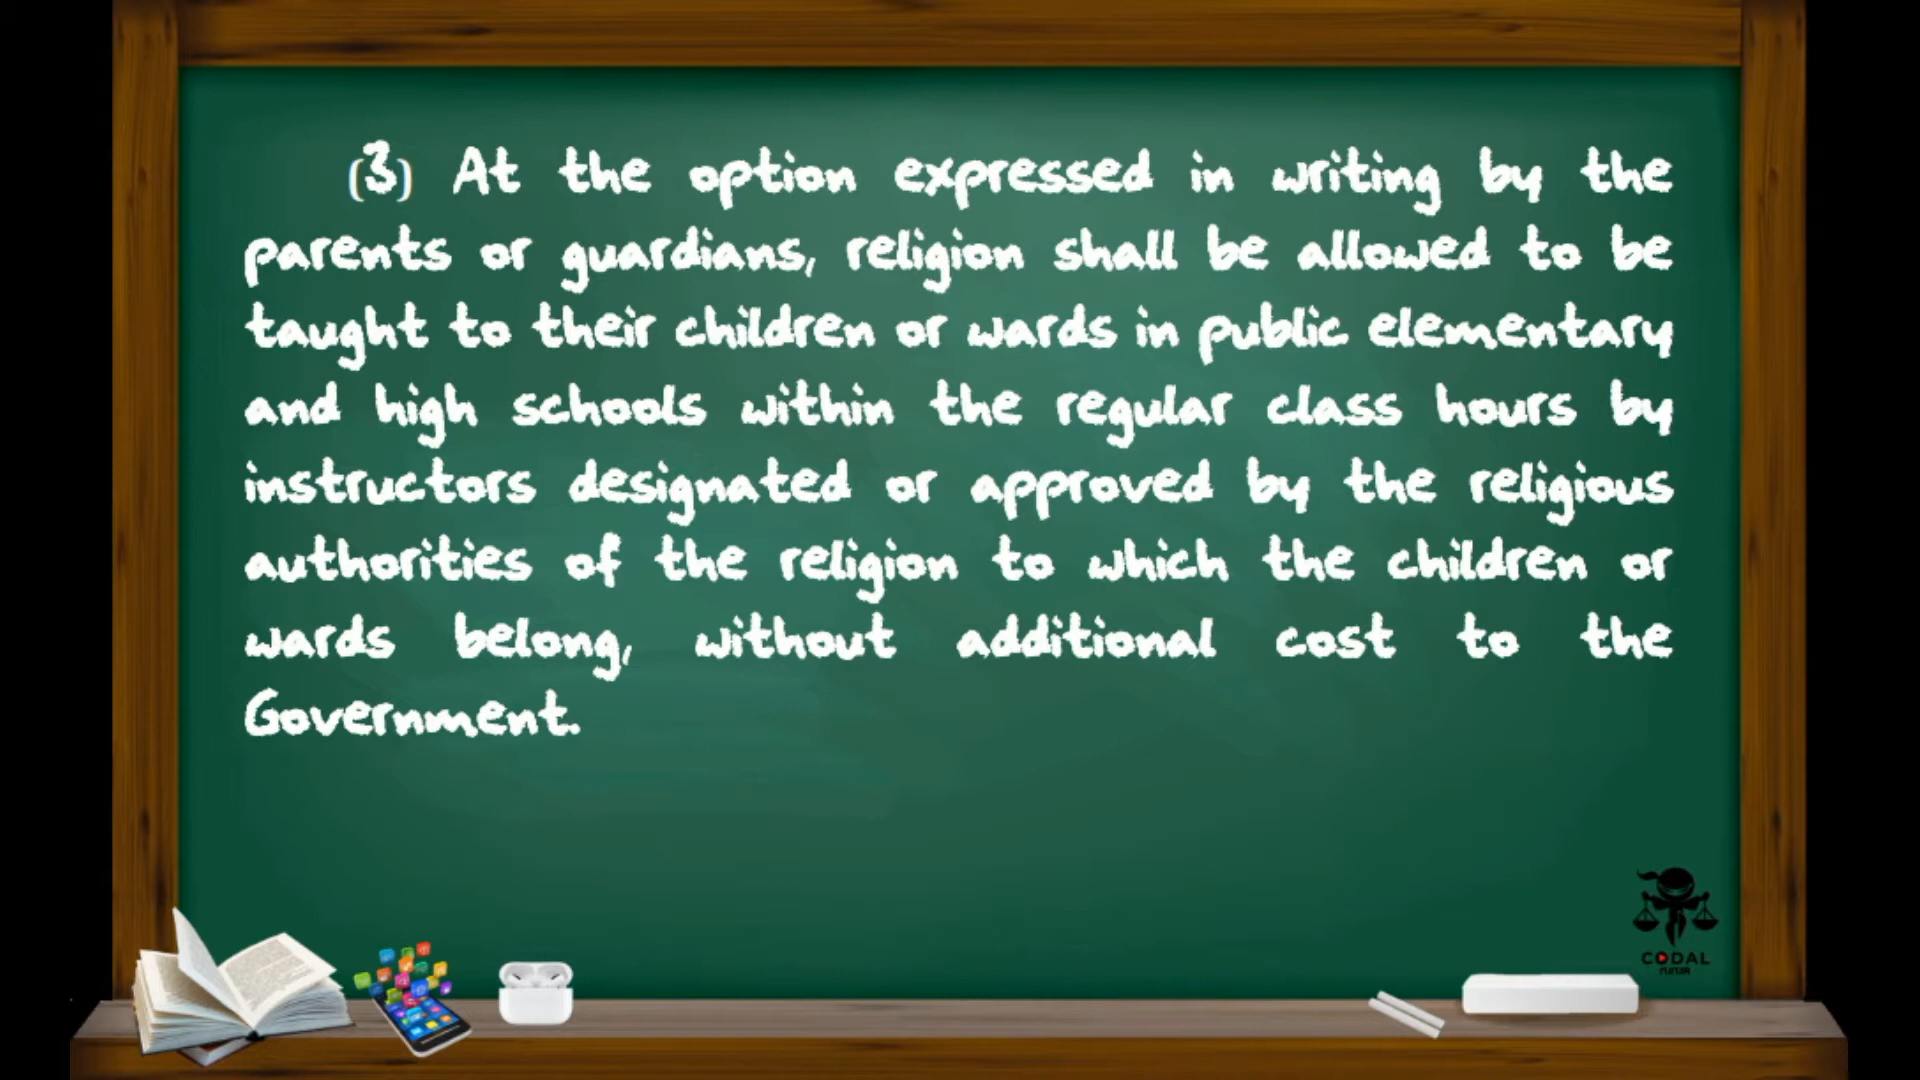 (3) At the option expressed in writing by the
parents or guardians, religion shall be allowed to be
taught to their children or wards in public elementary
and high schools within the regular class hours by
instructors designated or approved by the religious
authorities of the religion to which the children or
wards belong, without additional cost to the
Government.
CODAL
NINJA